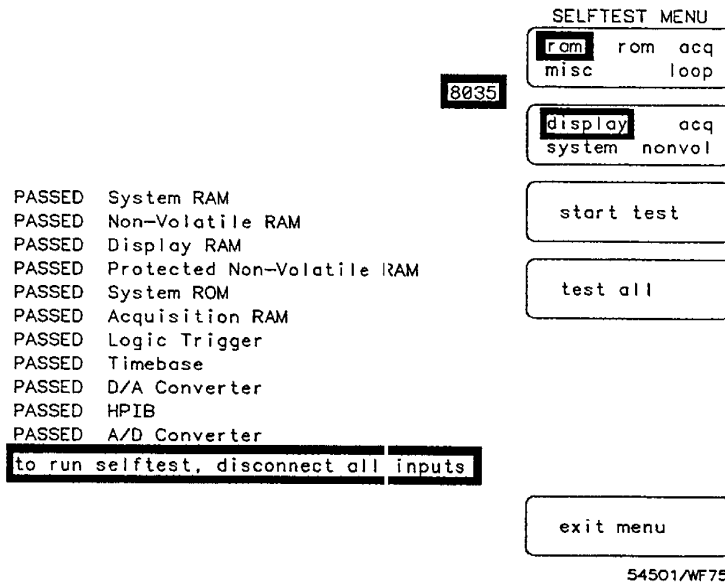 SELFTEST MENU
ram rom acq
misc loop
8035
display acq
system nonvol
PASSED System RAM
PASSED Non-Volatile RAM
PASSED Display RAM
PASSED Protected Non-Volatile RAM
PASSED System ROM
PASSED Acquisition RAM
PASSED Logic Trigger
PASSED Timebase
PASSED D/A Converter
PASSED HPIB
PASSED A/D Converter
to run selftest, disconnect all inputs
start test
test all
exit menu
54501/WF75